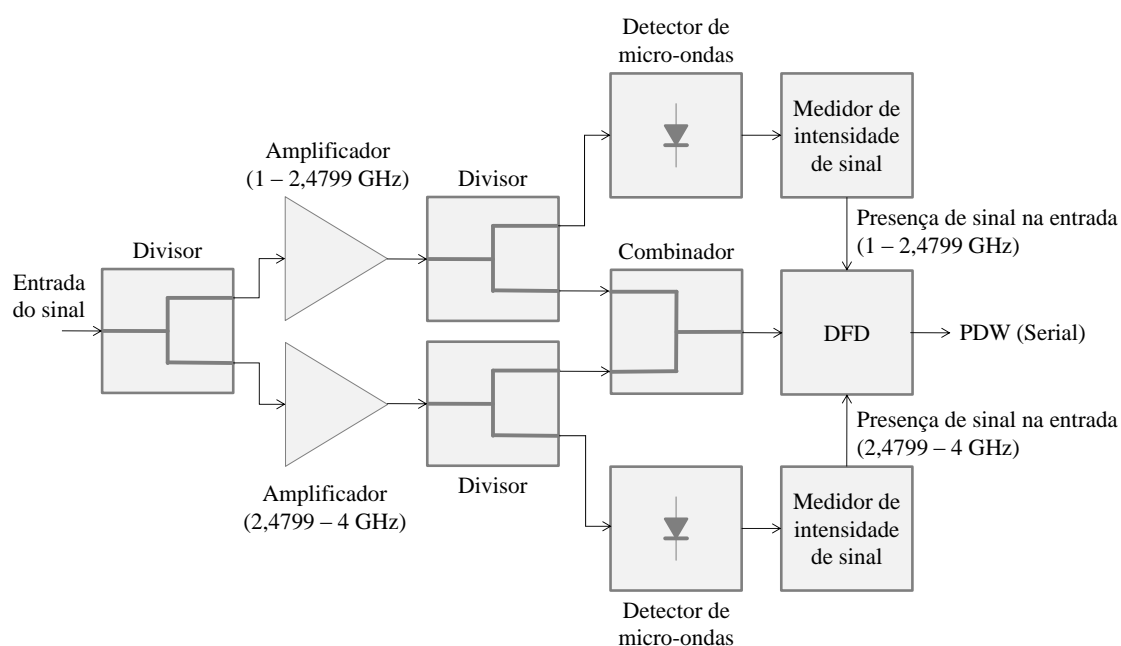 Detector de
micro-ondas
Medidor de
intensidade
de sinal
Amplificador
(1 – 2,4799 GHz)
Divisor
Presença de sinal na entrada
(1 – 2,4799 GHz)
Divisor
Combinador
Entrada
do sinal
DFD
PDW (Serial)
Presença de sinal na entrada
(2,4799 – 4 GHz)
Divisor
Amplificador
(2,4799 – 4 GHz)
Medidor de
intensidade
de sinal
Detector de
micro-ondas